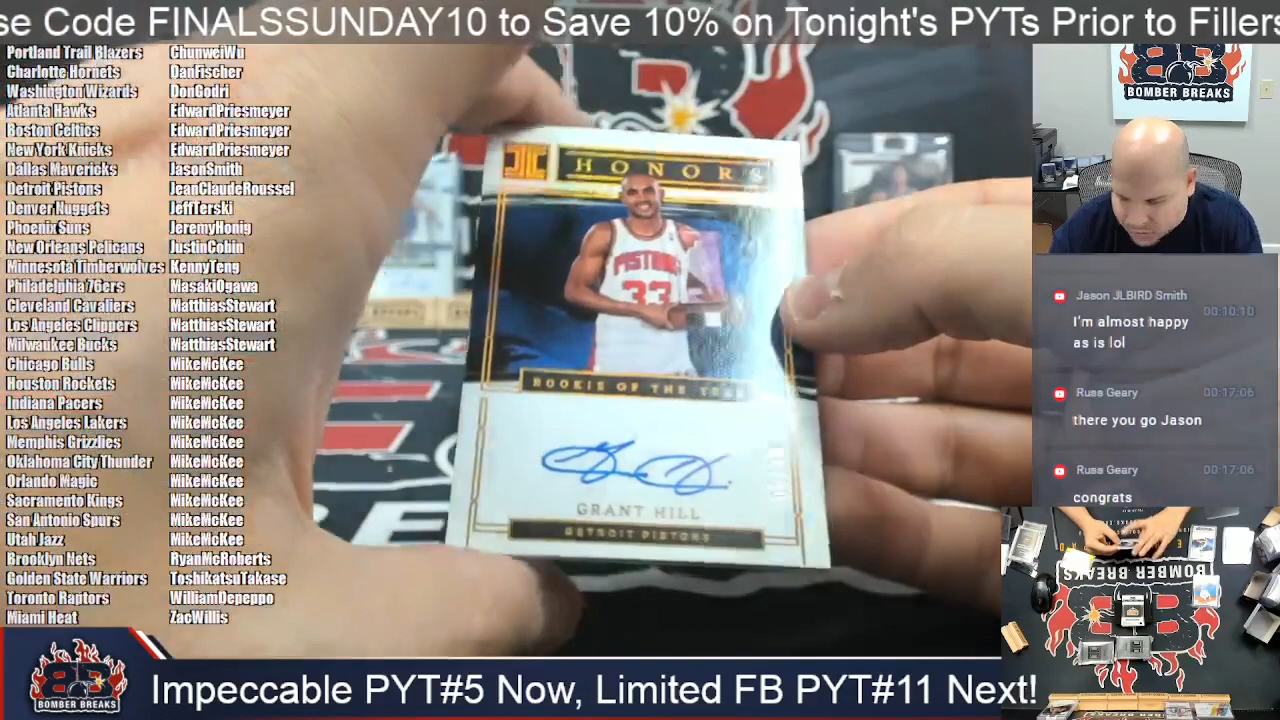 se Code FINALSSUNDAY10 to Save 10% on Tonight's PYTs Prior to Fillers
Portland Trail Blazers ChunweiWu
Charlotte Hornets DanFischer
Washington Wizards DonGodri
Atlanta Hawks EdwardPriesmeyer
Boston Celtics EdwardPriesmeyer
New York Knicks EdwardPriesmeyer
Dallas Mavericks JasonSmith
Detroit Pistons JeanClaudeRoussel
Denver Nuggets JeffTerski
Phoenix Suns JeremyHonig
New Orleans Pelicans JustinCobin
Minnesota Timberwolves KennyTeng
Philadelphia 76ers MasakiOgawa
Cleveland Cavaliers MatthiasStewart
Los Angeles Clippers MatthiasStewart
Milwaukee Bucks MatthiasStewart
Chicago Bulls MikeMcKee
Houston Rockets MikeMcKee
Indiana Pacers MikeMcKee
Los Angeles Lakers MikeMcKee
Memphis Grizzlies MikeMcKee
Oklahoma City Thunder MikeMcKee
Orlando Magic MikeMcKee
Sacramento Kings MikeMcKee
San Antonio Spurs MikeMcKee
Utah Jazz MikeMcKee
Brooklyn Nets RyanMcRoberts
Golden State Warriors ToshikatsuTakase
Toronto Raptors WilliamDepeppo
Miami Heat ZacWillis
HONORS
PISTONS
33
ROOKIE OF THE YEAR
GRANT HILL
DETROIT PISTONS
BB
BOMBER BREAKS
Jason JLBIRD Smith 00:10:10
I'm almost happy
as is lol
Russ Geary 00:17:06
there you go Jason
Russ Geary 00:17:06
congrats
BOMBER BREAKS
BB
BOMBER BREAKS
Impeccable PYT#5 Now, Limited FB PYT#11 Next!